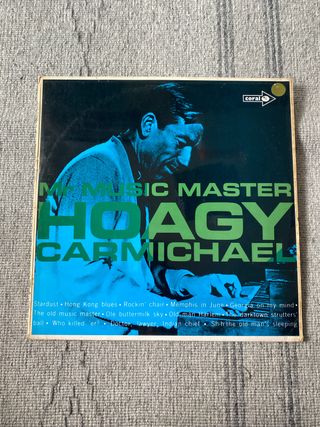 coral
Mr MUSIC MASTER
HOAGY
CARMICHAEL
Stardust • Hong Kong blues • Rockin' chair • Memphis in June • Georgia on my mind •
The old music master • Ole buttermilk sky • Old man Harlem • The darktown strutters'
ball • Who killed 'er? • Doctor, lawyer, Indian chief • Sh-h the old man's sleeping